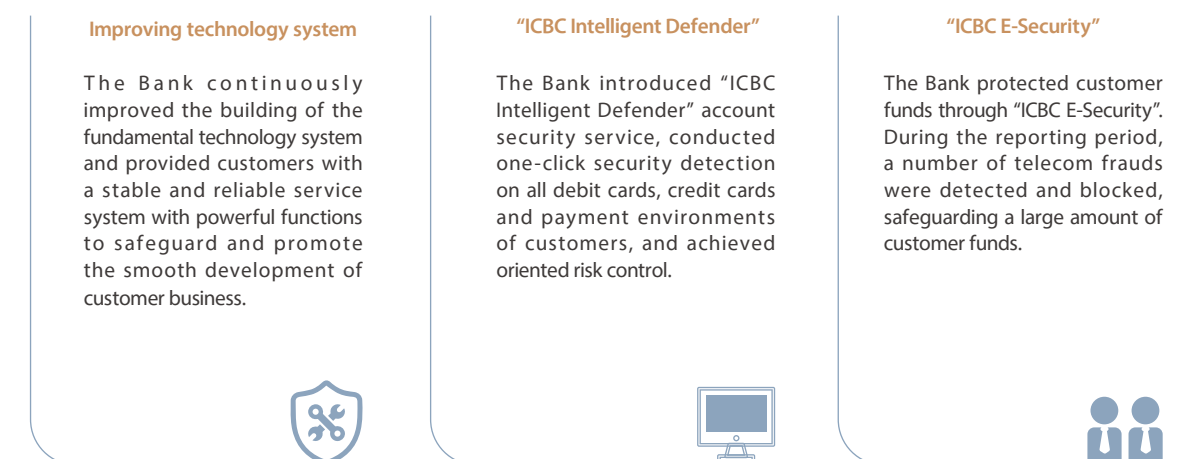 Improving technology system
The Bank continuously
improved the building of the
fundamental technology system
and provided customers with
a stable and reliable service
system with powerful functions
to safeguard and promote
the smooth development of
customer business.
“ICBC Intelligent Defender”
The Bank introduced “ICBC
Intelligent Defender” account
security service, conducted
one-click security detection
on all debit cards, credit cards
and payment environments
of customers, and achieved
oriented risk control.
“ICBC E-Security”
The Bank protected customer
funds through “ICBC E-Security”.
During the reporting period,
a number of telecom frauds
were detected and blocked,
safeguarding a large amount of
customer funds.